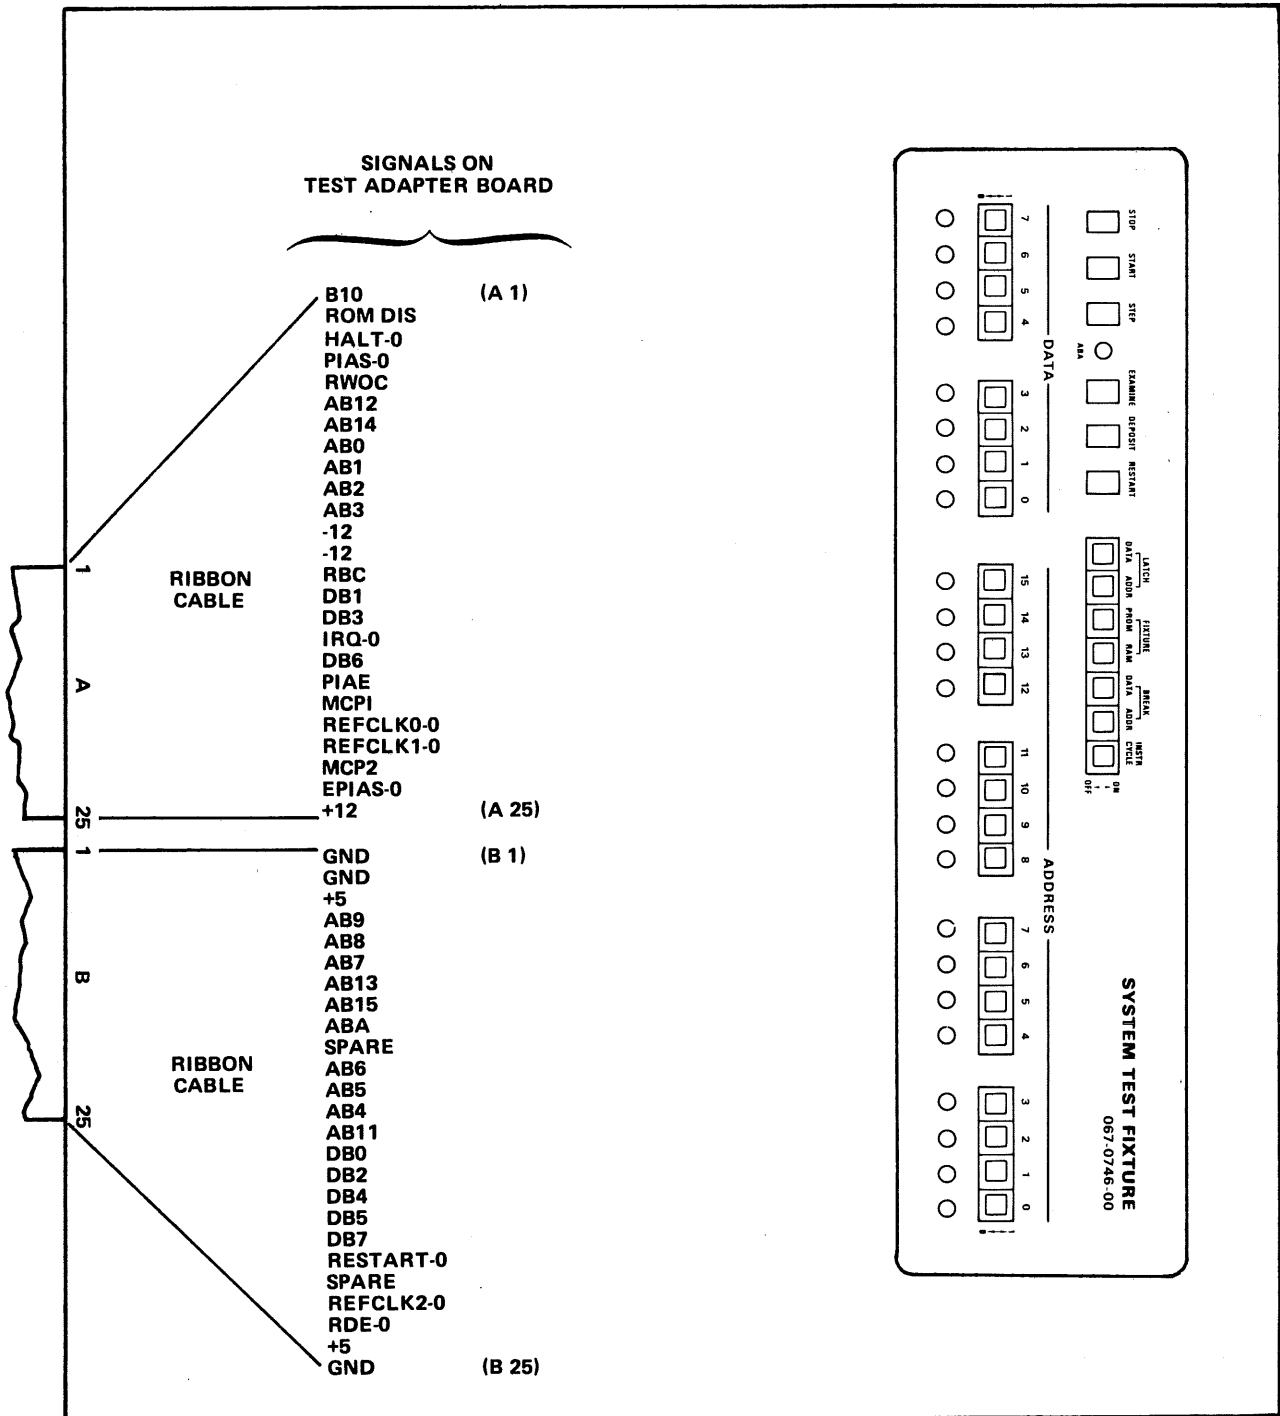 SIGNALS ON
TEST ADAPTER BOARD
B10 (A 1)
ROM DIS
HALT-0
PIAS-0
RWOC
AB12
AB14
AB0
AB1
AB2
AB3
-12
-12
RBC
DB1
DB3
IRQ-0
DB6
PIAE
MCPI
REFCLK0-0
REFCLK1-0
MCP2
EPIAS-0
+12 (A 25)
GND (B 1)
GND
+5
AB9
AB8
AB7
AB13
AB15
ABA
SPARE
AB6
AB5
AB4
AB11
DB0
DB2
DB4
DB5
DB7
RESTART-0
SPARE
REFCLK2-0
RDE-0
+5
GND (B 25)
1
A
25
RIBBON
CABLE
1
B
25
RIBBON
CABLE
STOP
START
STEP
ABA
EXAMINE
DEPOSIT
RESTART
LATCH
DATA
ADDR
FIXTURE
PROM
RAM
BREAK
DATA
ADDR
INSTR
CYCLE
ON
OFF
SYSTEM TEST FIXTURE
067-0746-00
DATA
7 6 5 4 3 2 1 0
ADDRESS
15 14 13 12 11 10 9 8 7 6 5 4 3 2 1 0